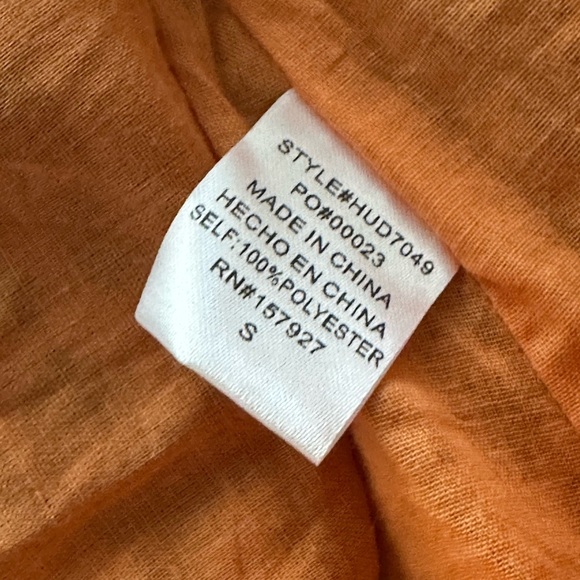 STYLE#HUD7049
PO#00023
MADE IN CHINA
HECHO EN CHINA
SELF:100%POLYESTER
RN#157927
S